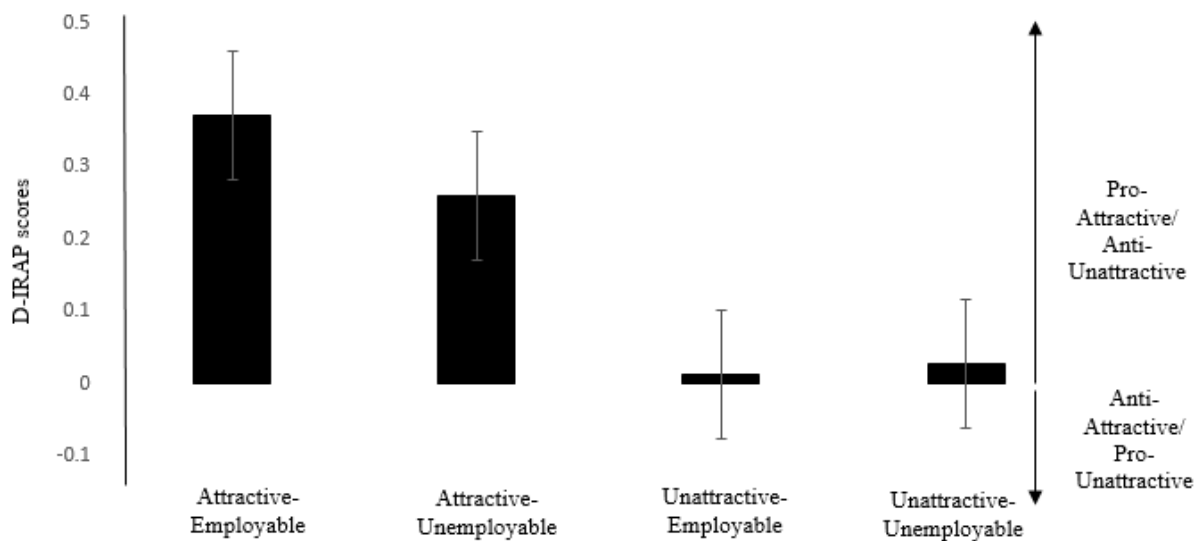 0.5
0.4
0.3
0.2
0.1
0
-0.1
D-IRAP scores
Attractive-
Employable
Attractive-
Unemployable
Unattractive-
Employable
Unattractive-
Unemployable
Pro-
Attractive/
Anti-
Unattractive
Anti-
Attractive/
Pro-
Unattractive